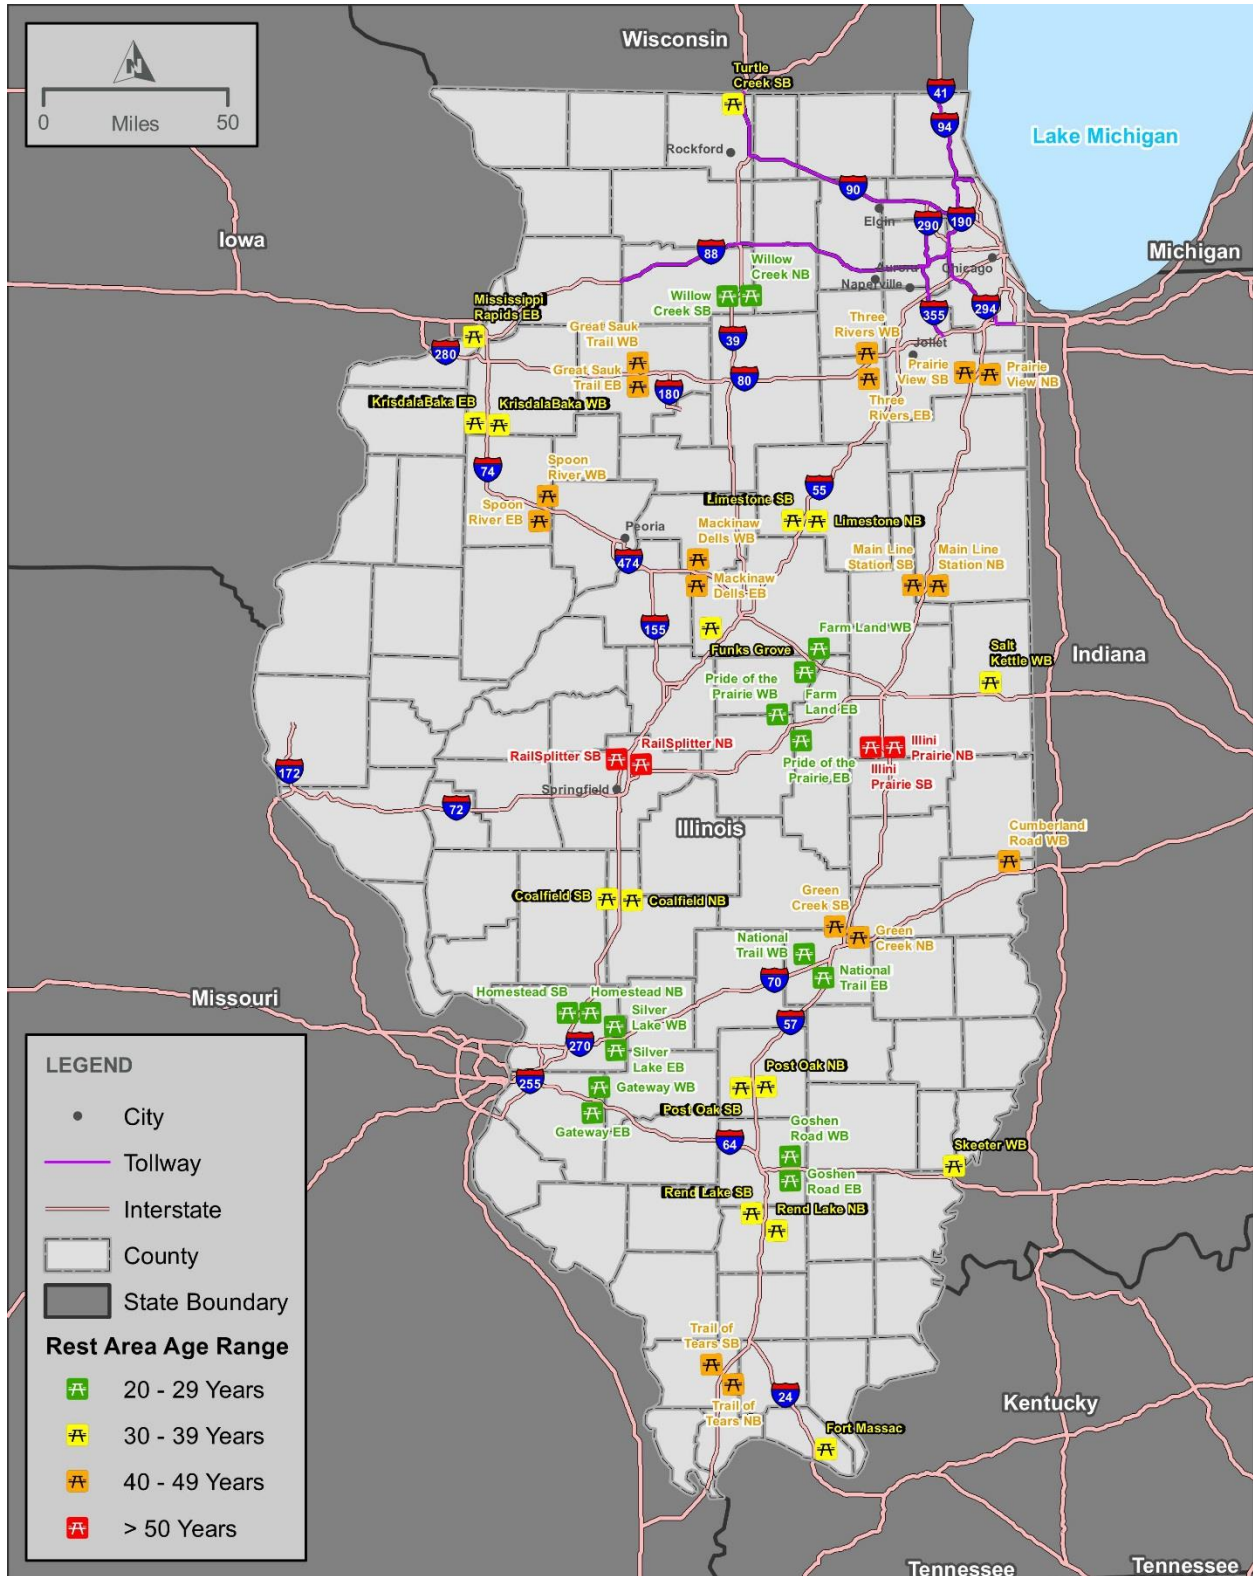 Wisconsin
Turtle
Creek SB
N
0 Miles 50
41
94
Lake Michigan
Rockford
90
Elgin
290
190
Iowa
88
Michigan
Willow
Creek NB
Aurora
Chicago
Naperville
Willow
Creek SB
Mississippi
Rapids EB
355
294
Three
Rivers WB
Great Sauk
Trail WB
39
280
Joliet
Great Sauk
Trail EB
180
80
Prairie
View SB
Prairie
View NB
Three
Rivers EB
KrisdalaBaka EB
KrisdalaBaka WB
74
Spoon
River WB
55
Limestone SB
Limestone NB
Spoon
River EB
Peoria
Mackinaw
Dells WB
474
Main Line
Station SB
Main Line
Station NB
Mackinaw
Dells EB
155
Farm Land WB
Funks Grove
Salt
Kettle WB
Indiana
Pride of the
Prairie WB
Farm
Land EB
RailSplitter NB
RailSplitter SB
Illini
Prairie NB
Pride of the
Prairie EB
Illini
Prairie SB
172
Springfield
72
Illinois
Cumberland
Road WB
Coalfield SB
Coalfield NB
Green
Creek SB
Green
Creek NB
National
Trail WB
National
Trail EB
70
Missouri
Homestead SB
Homestead NB
Silver
Lake WB
57
270
Silver
Lake EB
255
Post Oak NB
Gateway WB
Post Oak SB
Gateway EB
Goshen
Road WB
64
Skeeter WB
Goshen
Road EB
Rend Lake SB
Rend Lake NB
Trail of
Tears SB
24
Trail of
Tears NB
Kentucky
Fort Massac
Tennessee
Tennessee
LEGEND
City
Tollway
Interstate
County
State Boundary
Rest Area Age Range
20 - 29 Years
30 - 39 Years
40 - 49 Years
> 50 Years